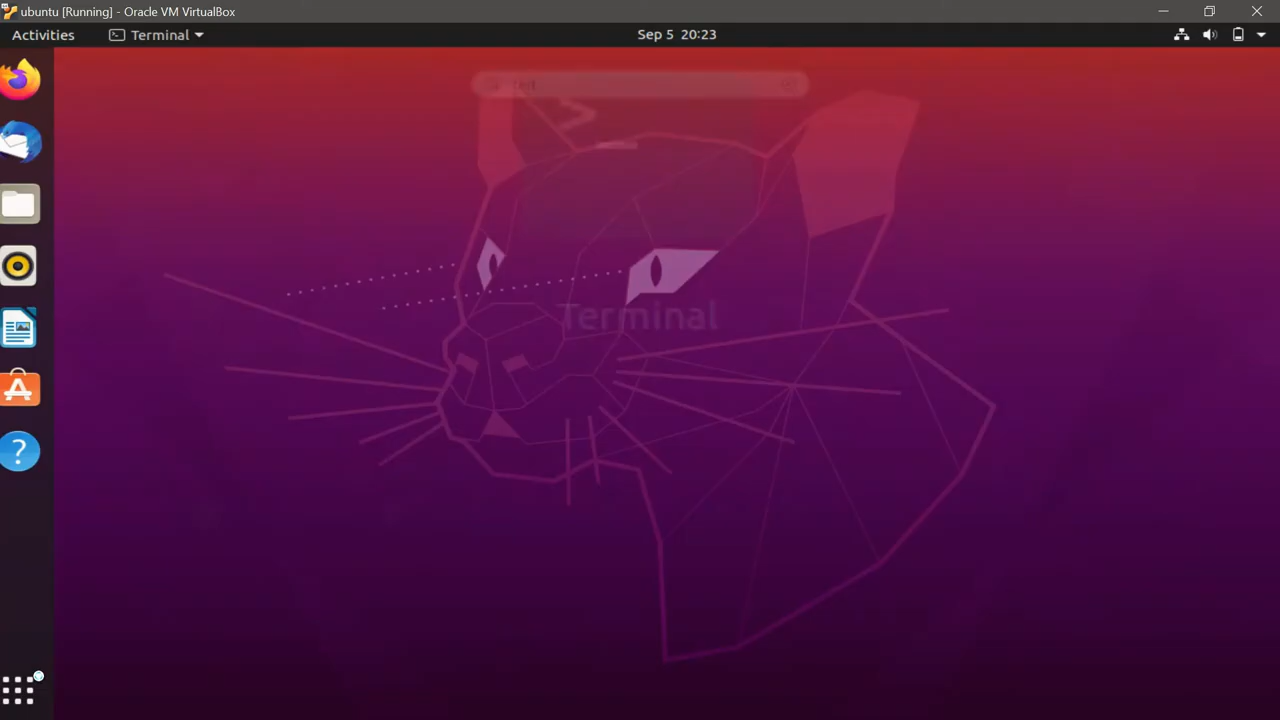 ubuntu [Running] - Oracle VM VirtualBox
Activities
Terminal
Sep 5 20:23
Terminal
?